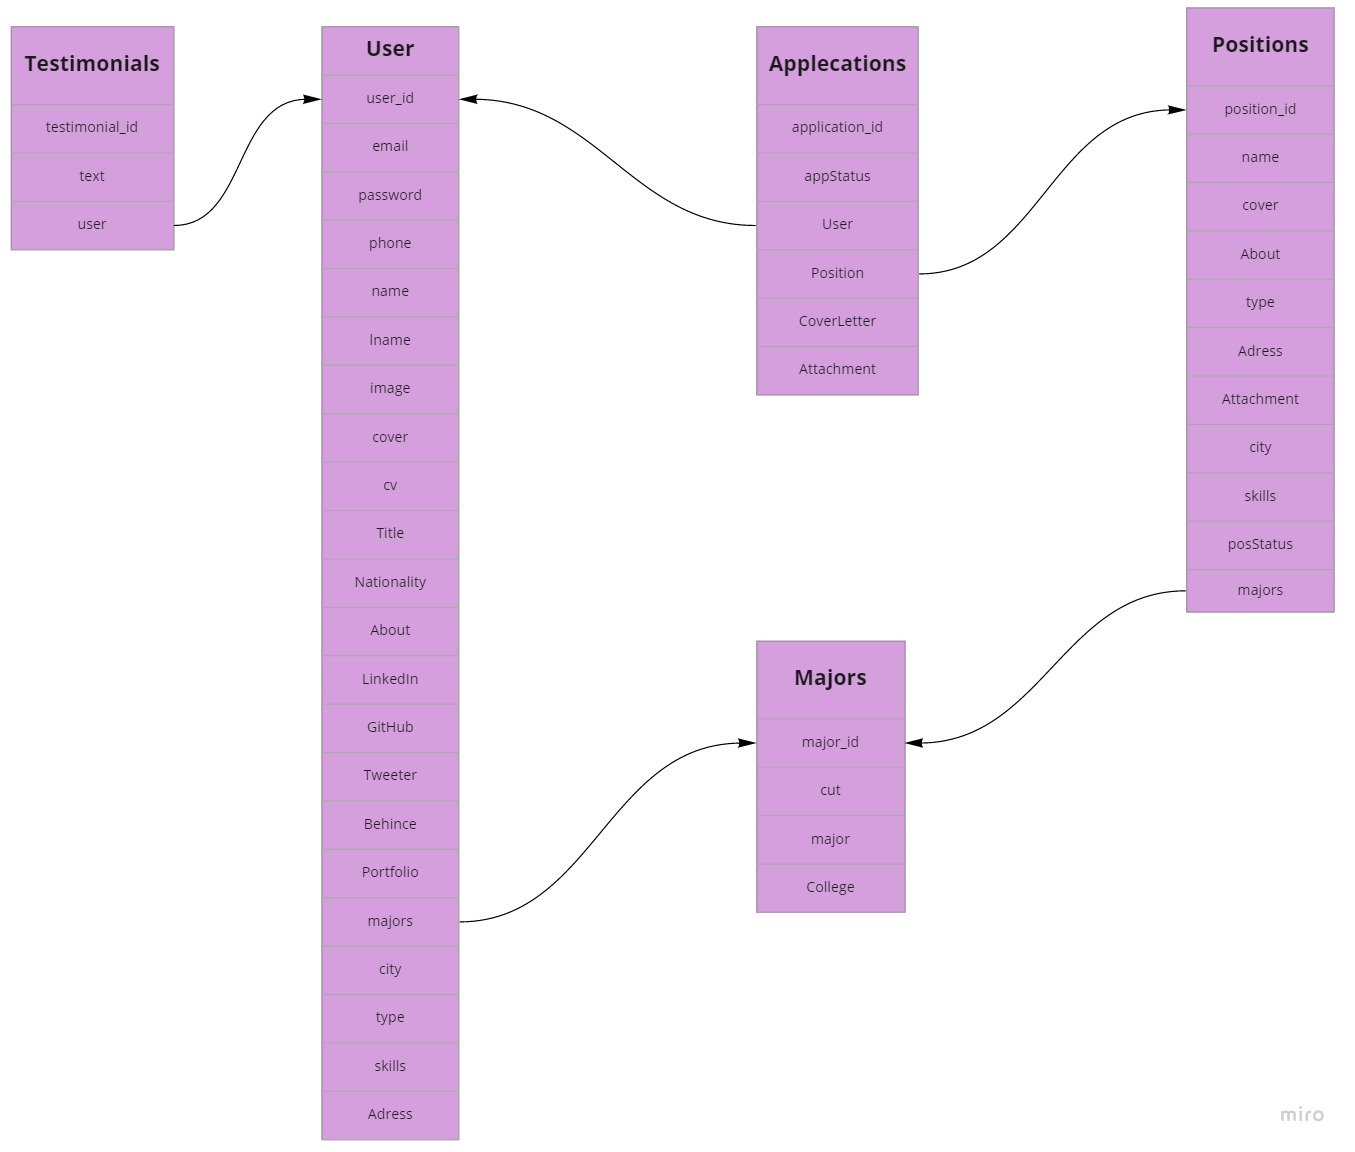 Testimonials
testimonial_id
text
user
User
user_id
email
password
phone
name
lname
image
cover
cv
Title
Nationality
About
LinkedIn
GitHub
Tweeter
Behince
Portfolio
majors
city
type
skills
Adress
Applecations
application_id
appStatus
User
Position
CoverLetter
Attachment
Majors
major_id
cut
major
College
Positions
position_id
name
cover
About
type
Adress
Attachment
city
skills
posStatus
majors
miro